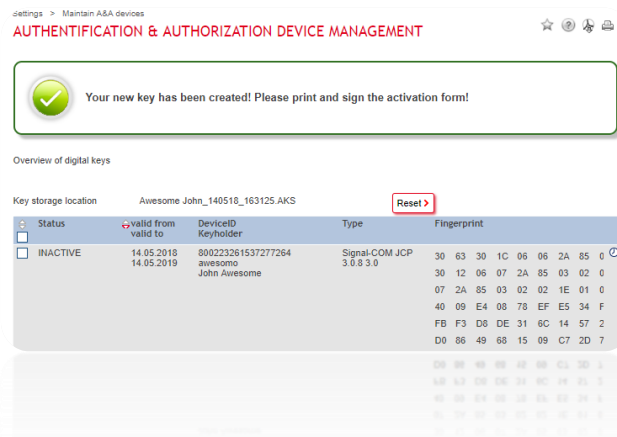 Settings > Maintain A&A devices
AUTHENTIFICATION & AUTHORIZATION DEVICE MANAGEMENT
Your new key has been created! Please print and sign the activation form!
Overview of digital keys
Key storage location Awesome John_140518_163125.AKS Reset >
Status valid from DeviceID Type Fingerprint
valid to Keyholder
INACTIVE 14.05.2018 800223261537277264 Signal-COM JCP 30 63 30 1C 06 06 2A 85
14.05.2019 awesomo 3.0.8 3.0
John Awesome 30 12 06 07 2A 85 03 02
07 2A 85 03 02 02 1E 01
40 09 E4 08 78 EF E5 34
FB F3 D8 DE 31 6C 14 57
D0 86 49 68 15 09 C7 2D